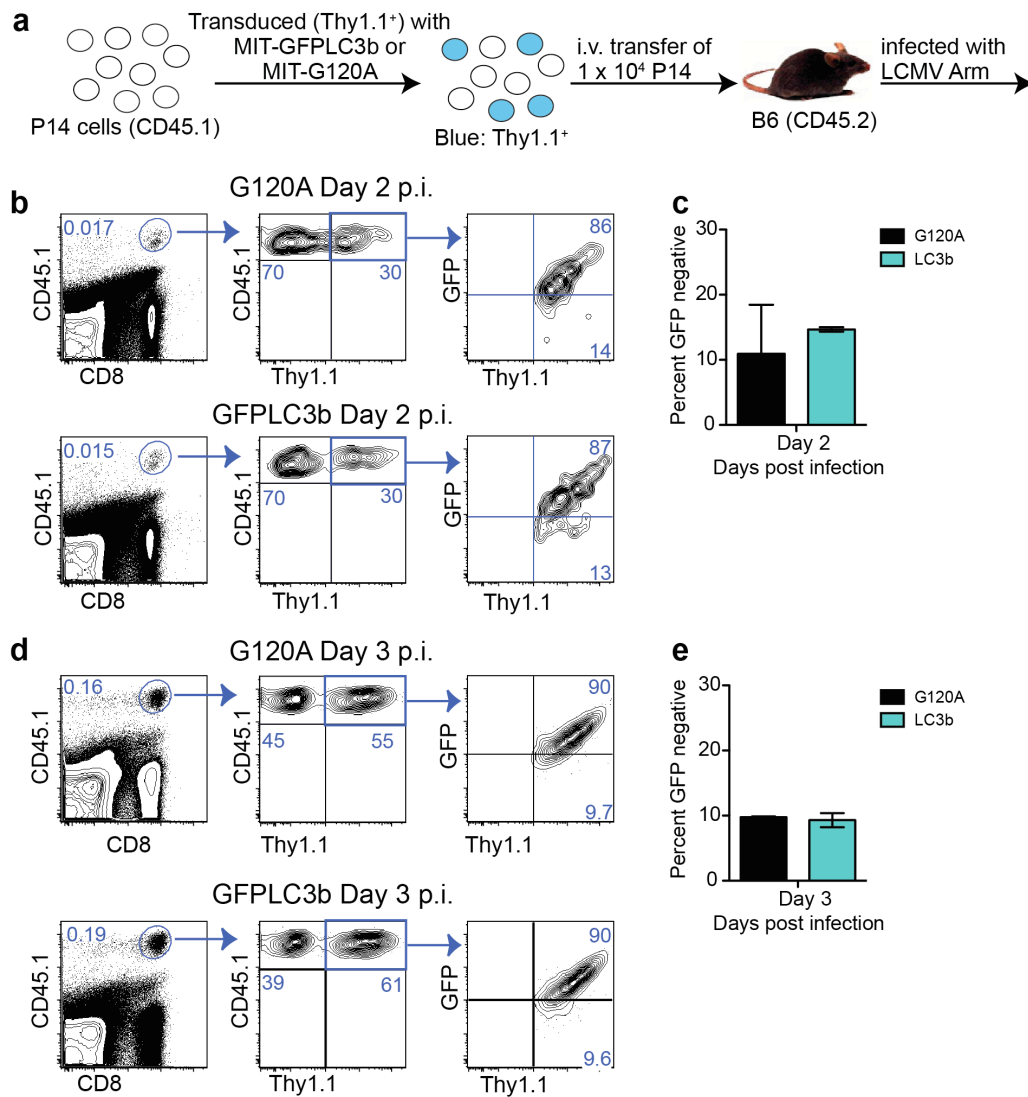 a
Transduced (Thy1.1⁺) with
MIT-GFPLC3b or
MIT-G120A
i.v. transfer of
1 x 10⁴ P14
infected with
LCMV Arm
P14 cells (CD45.1)
Blue: Thy1.1⁺
B6 (CD45.2)
b
G120A Day 2 p.i.
0.017
CD45.1
CD8
70
30
CD45.1
Thy1.1
86
14
GFP
Thy1.1
GFPLC3b Day 2 p.i.
0.015
CD45.1
CD8
70
30
CD45.1
Thy1.1
87
13
GFP
Thy1.1
c
30
20
10
0
Percent GFP negative
G120A
LC3b
Day 2
Days post infection
d
G120A Day 3 p.i.
0.16
CD45.1
CD8
45
55
CD45.1
Thy1.1
90
9.7
GFP
Thy1.1
GFPLC3b Day 3 p.i.
0.19
CD45.1
CD8
39
61
CD45.1
Thy1.1
90
9.6
GFP
Thy1.1
e
30
20
10
0
Percent GFP negative
G120A
LC3b
Day 3
Days post infection